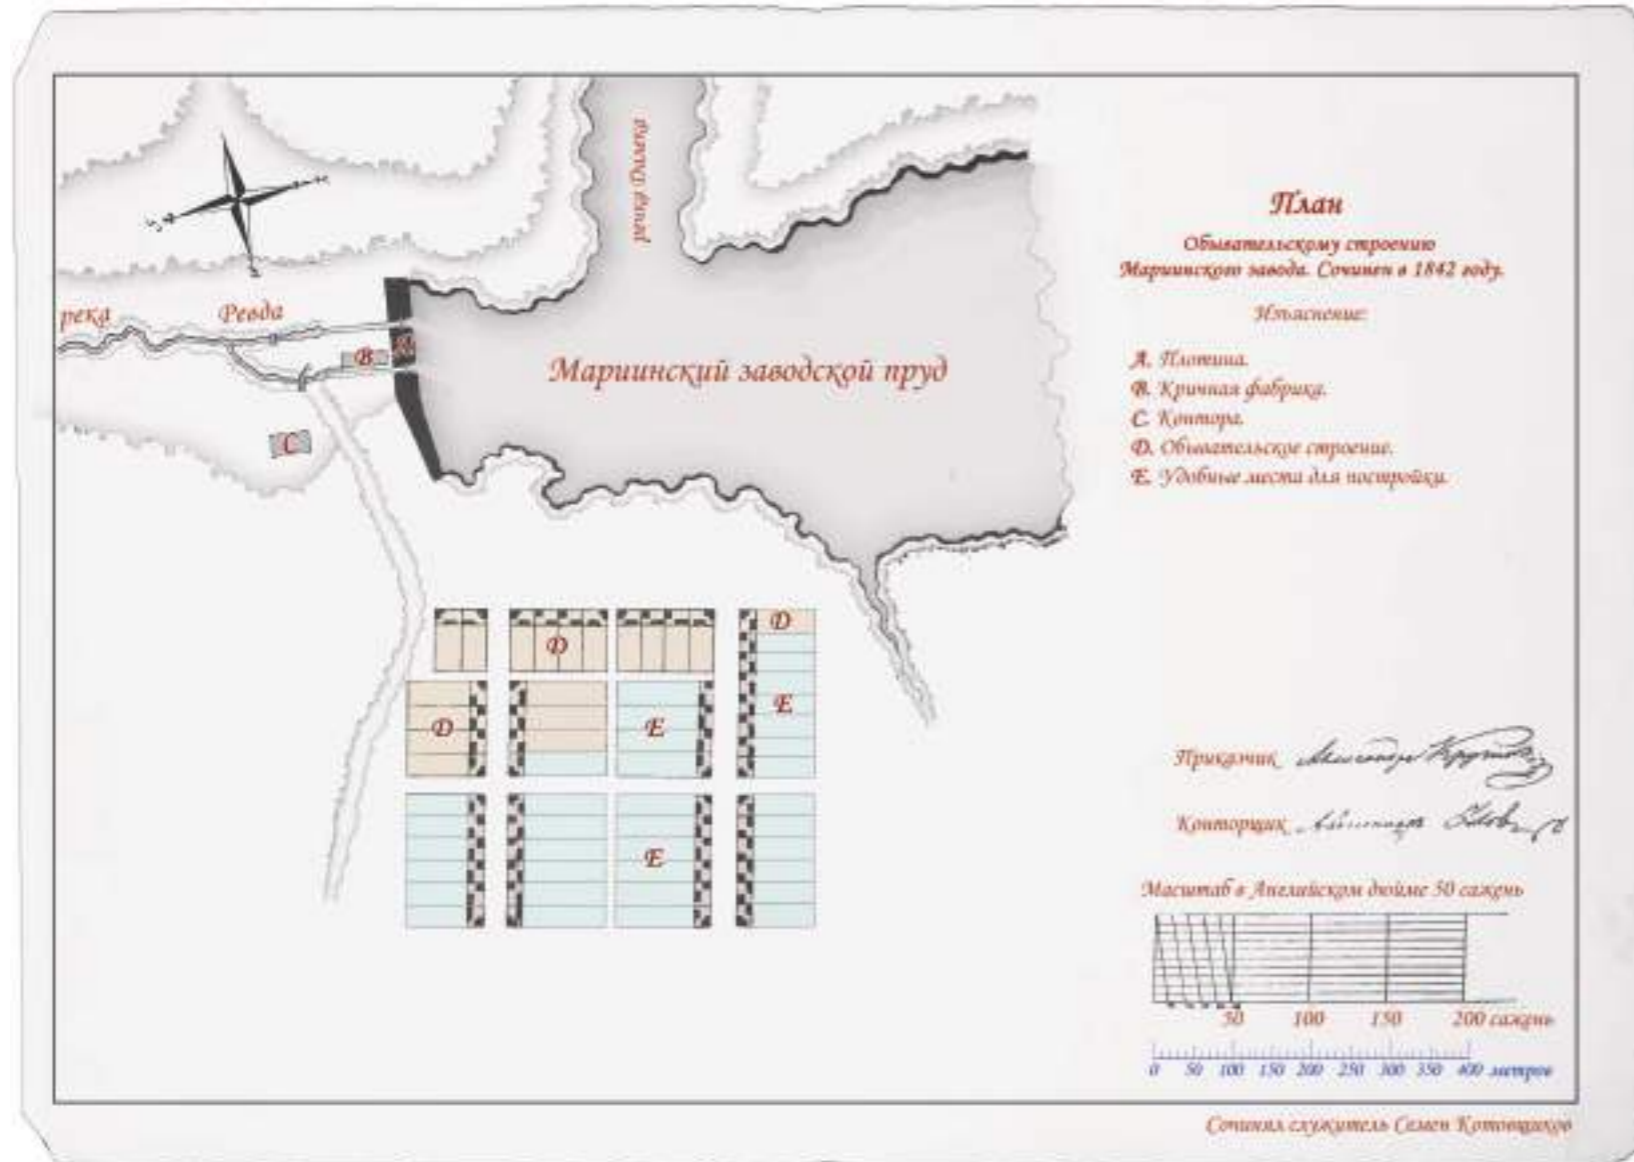 План
Обывательскому строению
Мариинского завода. Сочинен в 1842 году.
Изъяснение:
А. Плотина.
В. Кричная фабрика.
С. Контора.
D. Обывательское строение.
Е. Удобные места для постройки.
речка Далека
река Ревда
В
А
С
Мариинский заводской пруд
D
D
D
E
E
E
Приказчик
Конторщик
Масштаб в Английском дюйме 50 сажень
50 100 150 200 сажень
0 50 100 150 200 250 300 350 400 метров
Сочинял служитель Семен Котовщиков